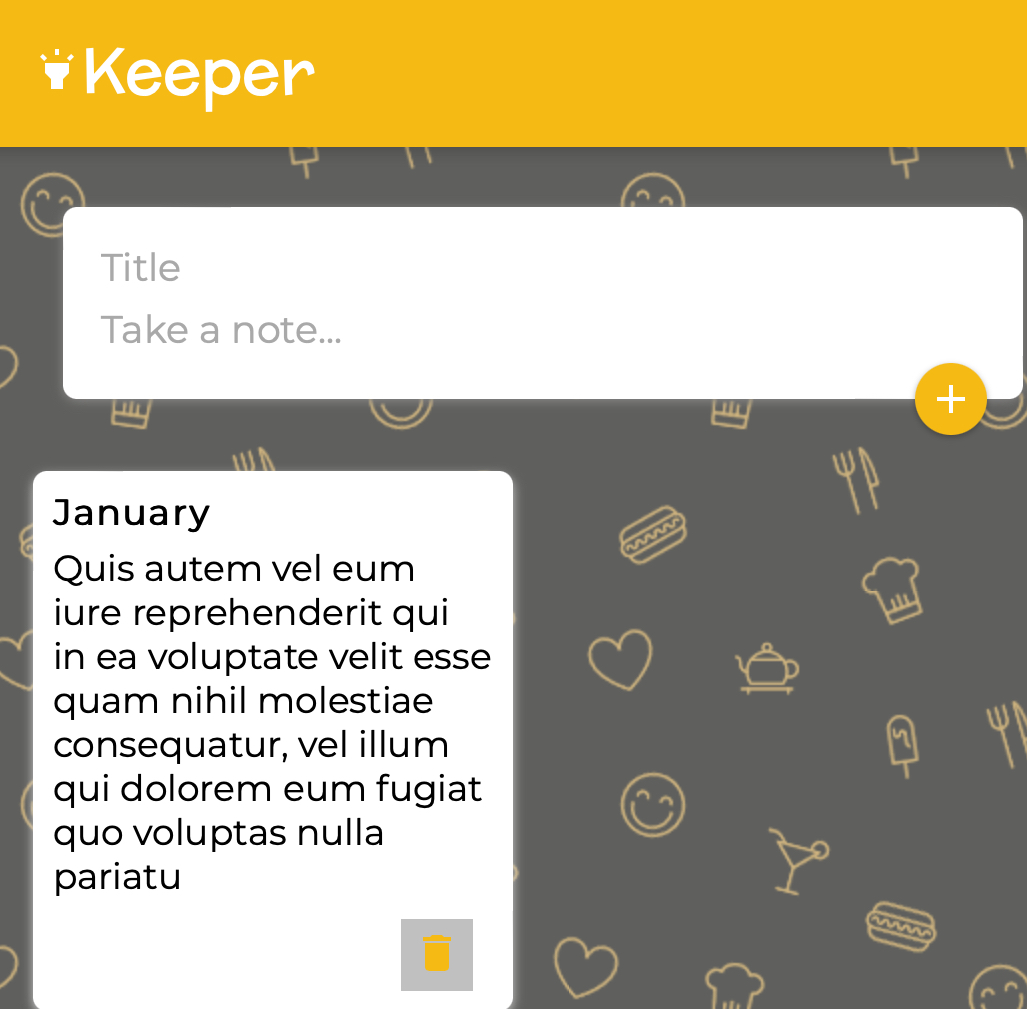 Keeper
Title
Take a note...
January
Quis autem vel eum
iure reprehenderit qui
in ea voluptate velit esse
quam nihil molestiae
consequatur, vel illum
qui dolorem eum fugiat
quo voluptas nulla
pariatu